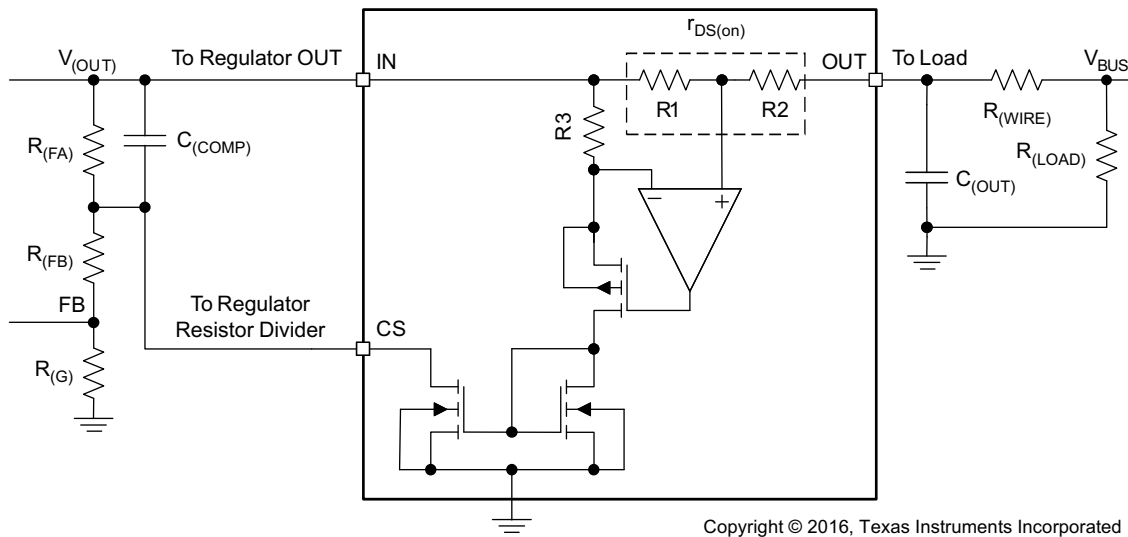 r_DS(on)
V_(OUT)
To Regulator OUT
IN
OUT
To Load
V_BUS
R1
R2
R3
R_(FA)
C_(COMP)
R_(WIRE)
R_(LOAD)
C_(OUT)
−
+
R_(FB)
FB
To Regulator
Resistor Divider
CS
R_(G)
Copyright © 2016, Texas Instruments Incorporated